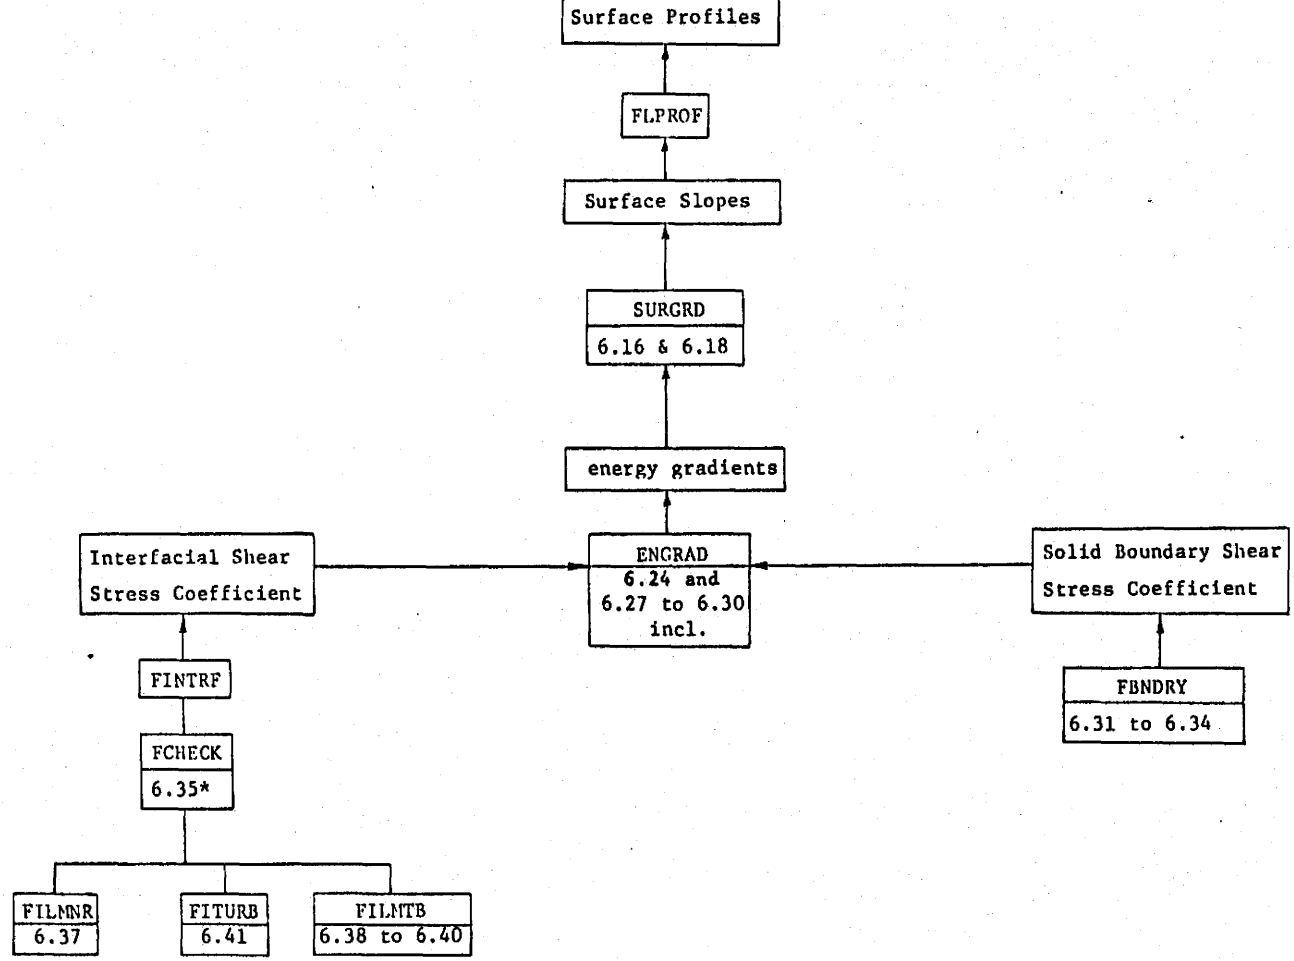 Surface Profiles
FLPROF
Surface Slopes
SURGRD
6.16 & 6.18
energy gradients
Interfacial Shear
Stress Coefficient
ENGRAD
6.24 and
6.27 to 6.30
incl.
Solid Boundary Shear
Stress Coefficient
FINTRF
FBNDRY
6.31 to 6.34
FCHECK
6.35*
FILMNR
6.37
FITURB
6.41
FILMTB
6.38 to 6.40